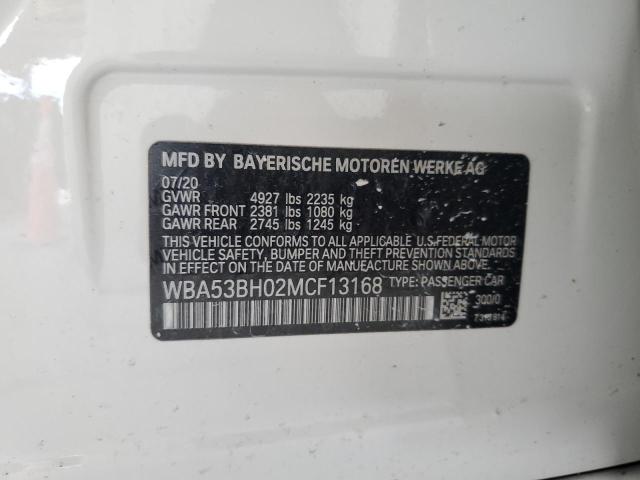 MFD BY BAYERISCHE MOTOREN WERKE AG
07/20
GVWR 4927 lbs 2235 kg
GAWR FRONT 2381 lbs 1080 kg
GAWR REAR 2745 lbs 1245 kg
THIS VEHICLE CONFORMS TO ALL APPLICABLE U.S. FEDERAL MOTOR
VEHICLE SAFETY, BUMPER, AND THEFT PREVENTION STANDARDS
IN EFFECT ON THE DATE OF MANUFACTURE SHOWN ABOVE.
WBA53BH02MCF13168 TYPE: PASSENGER CAR
300/0